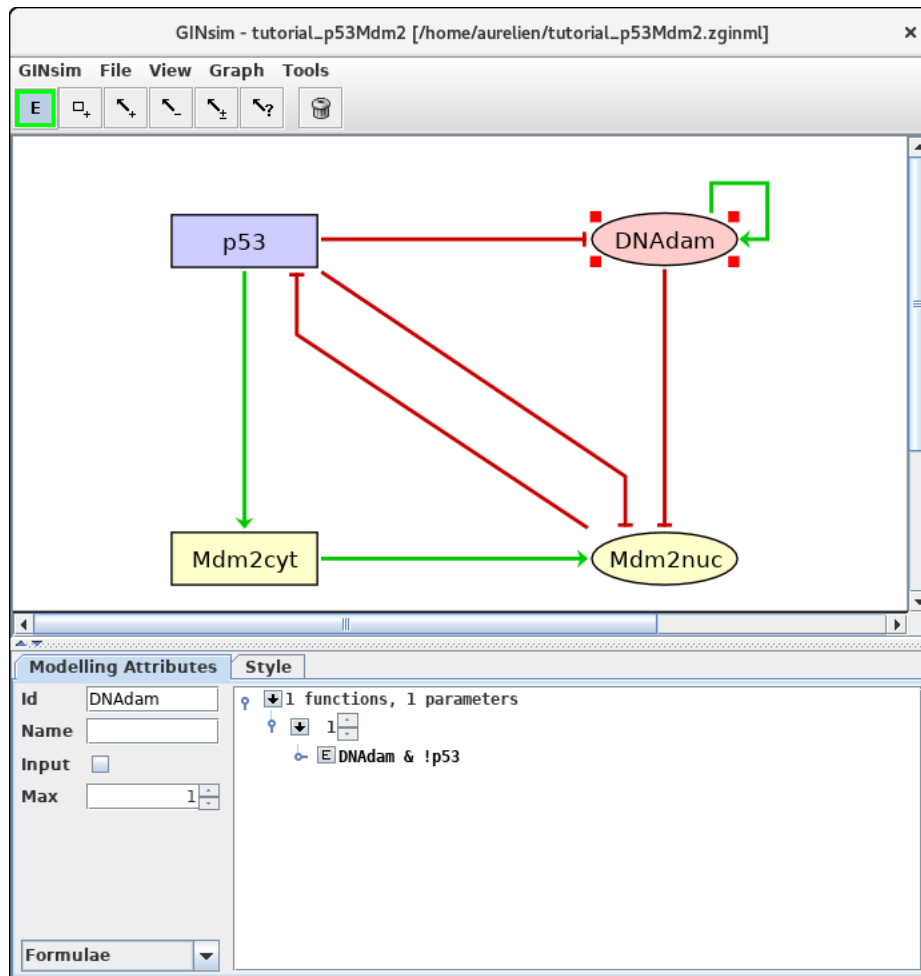 GINsim - tutorial_p53Mdm2 [/home/aurelien/tutorial_p53Mdm2.zginml]
GINsim File View Graph Tools
E + + - ± ?
p53 DNAdam
Mdm2cyt Mdm2nuc
Modelling Attributes Style
Id DNAdam
Name
Input
Max 1
1 functions, 1 parameters
1
E DNAdam & !p53
Formulae